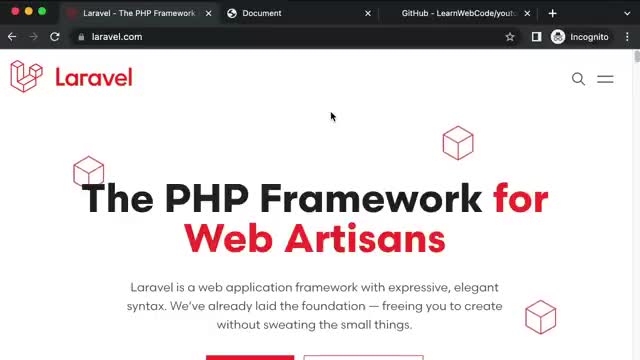 Laravel - The PHP Framework
Document
GitHub - LearnWebCode/youtu
laravel.com
Incognito
Laravel
The PHP Framework for
Web Artisans
Laravel is a web application framework with expressive, elegant
syntax. We've already laid the foundation — freeing you to create
without sweating the small things.